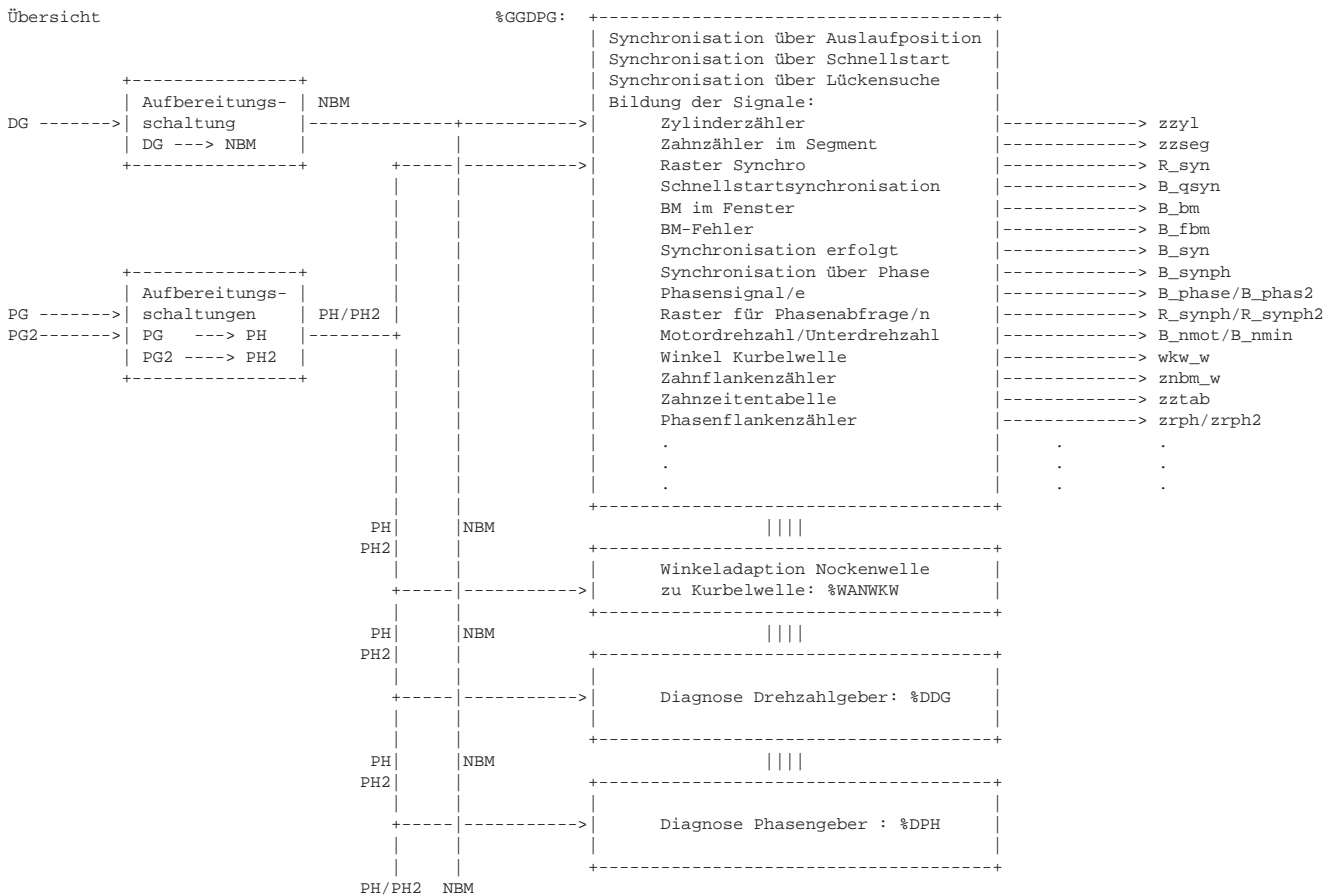 Übersicht %GGDPG:
Synchronisation über Auslaufposition
Synchronisation über Schnellstart
Synchronisation über Lückensuche
Aufbereitungs- NBM Bildung der Signale:
DG -------> schaltung Zylinderzähler -------------> zzyl
DG ---> NBM Zahnzähler im Segment -------------> zzseg
Raster Synchro -------------> R_syn
Schnellstartsynchronisation -------------> B_qsyn
BM im Fenster -------------> B_bm
BM-Fehler -------------> B_fbm
Synchronisation erfolgt -------------> B_syn
Synchronisation über Phase -------------> B_synph
Aufbereitungs- Phasensignal/e -------------> B_phase/B_phas2
PG -------> schaltungen PH/PH2 Raster für Phasenabfrage/n -------------> R_synph/R_synph2
PG2-------> PG ---> PH Motordrehzahl/Unterdrehzahl -------------> B_nmot/B_nmin
PG2 ----> PH2 Winkel Kurbelwelle -------------> wkw_w
Zahnflankenzähler -------------> znbm_w
Zahnzeitentabelle -------------> zztab
Phasenflankenzähler -------------> zrph/zrph2
. . .
. . .
. . .
PH NBM
PH2
Winkeladaption Nockenwelle
zu Kurbelwelle: %WANWKW
PH NBM
PH2
Diagnose Drehzahlgeber: %DDG
PH NBM
PH2
Diagnose Phasengeber : %DPH
PH/PH2 NBM